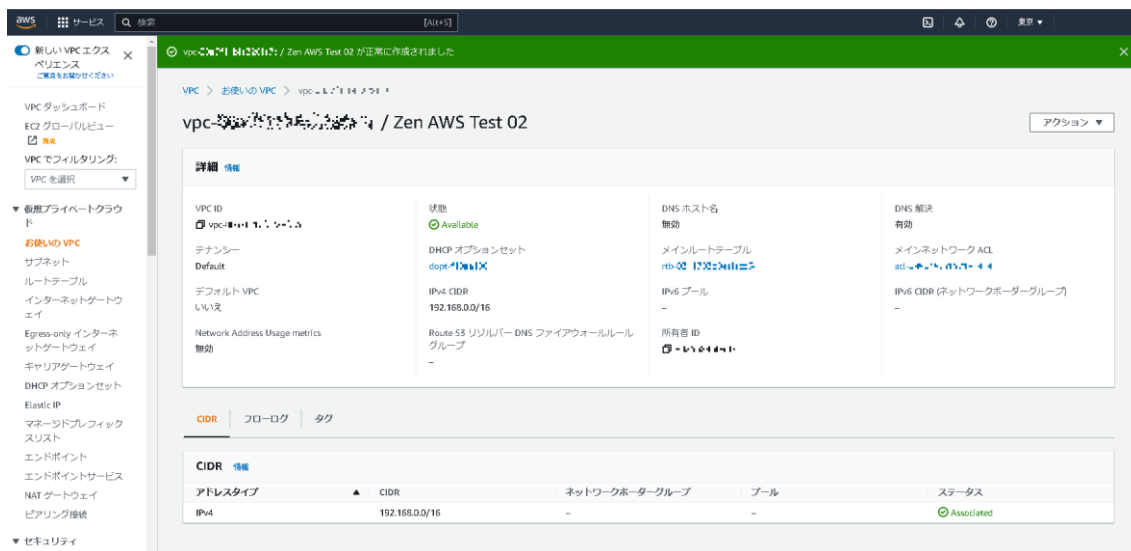 aws
サービス
検索
[Alt+S]
東京 ▼
新しい VPC エクス
ペリエンス
ご意見をお聞かせください
VPC ダッシュボード
EC2 グローバルビュー
新規
VPC でフィルタリング:
VPC を選択
▼ 仮想プライベートクラウ
ド
お使いの VPC
サブネット
ルートテーブル
インターネットゲートウ
ェイ
Egress-only インターネ
ットゲートウェイ
キャリアゲートウェイ
DHCP オプションセット
Elastic IP
マネージドプレフィック
スリスト
エンドポイント
エンドポイントサービス
NAT ゲートウェイ
ピアリング接続
▼ セキュリティ
vpc- / Zen AWS Test 02 が正常に作成されました
VPC > お使いの VPC > vpc-
vpc- / Zen AWS Test 02
アクション ▼
詳細 情報
VPC ID
vpc-
状態
Available
DNS ホスト名
無効
DNS 解決
有効
テナンシー
Default
DHCP オプションセット
dopt-
メインルートテーブル
rtb-
メインネットワーク ACL
acl-
デフォルト VPC
いいえ
IPv4 CIDR
192.168.0.0/16
IPv6 プール
–
IPv6 CIDR (ネットワークボーダーグループ)
–
Network Address Usage metrics
無効
Route 53 リゾルバー DNS ファイアウォールルール
グループ
–
所有者 ID
CIDR フローログ タグ
CIDR 情報
アドレスタイプ ▲ CIDR ネットワークボーダーグループ プール ステータス
IPv4 192.168.0.0/16 – – Associated